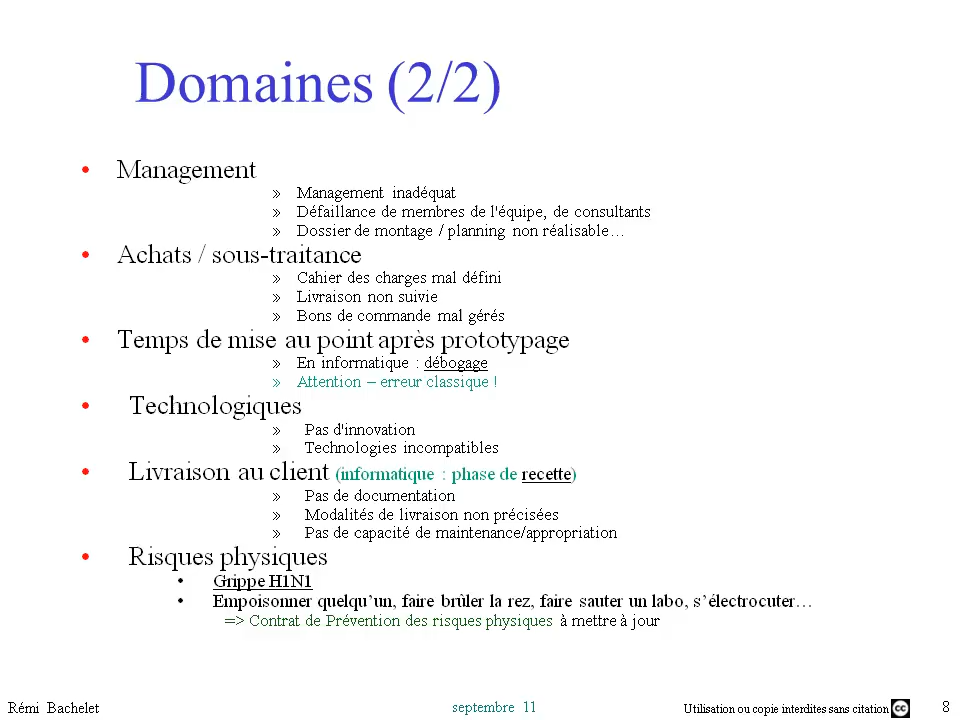 Domaines (2/2)
• Management
» Management inadéquat
» Défaillance de membres de l'équipe, de consultants
» Dossier de montage / planning non réalisable…
• Achats / sous-traitance
» Cahier des charges mal défini
» Livraison non suivie
» Bons de commande mal gérés
• Temps de mise au point après prototypage
» En informatique : débogage
» Attention – erreur classique !
• Technologiques
» Pas d'innovation
» Technologies incompatibles
• Livraison au client (informatique : phase de recette)
» Pas de documentation
» Modalités de livraison non précisées
» Pas de capacité de maintenance/appropriation
• Risques physiques
• Grippe H1N1
• Empoisonner quelqu’un, faire brûler la rez, faire sauter un labo, s’électrocuter…
=> Contrat de Prévention des risques physiques à mettre à jour
Rémi Bachelet septembre 11 Utilisation ou copie interdites sans citation cc 8